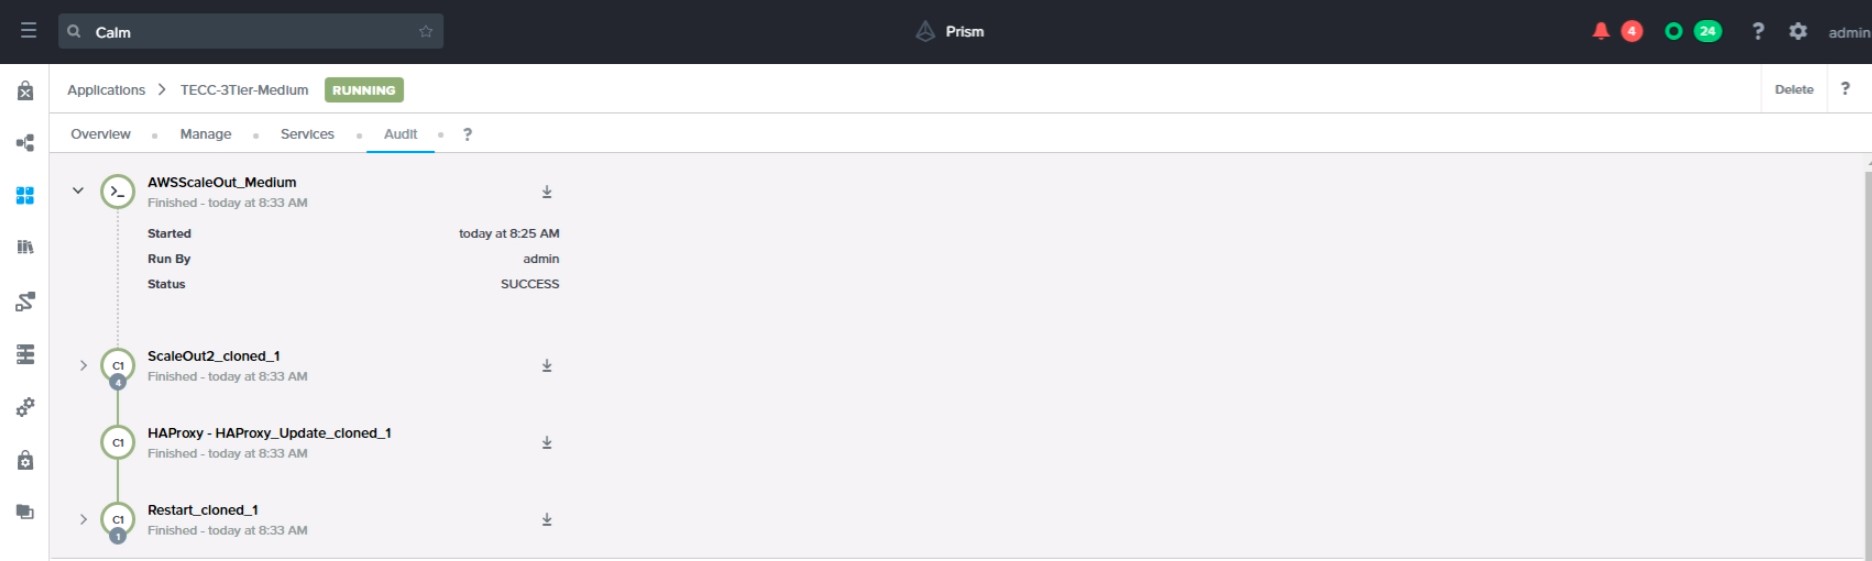 Calm
Prism
4
24
?
admin
Applications > TECC-3Tier-Medium RUNNING
Delete
?
Overview
Manage
Services
Audit
?
>_
AWSScaleOut_Medium
Finished - today at 8:33 AM
Started today at 8:25 AM
Run By admin
Status SUCCESS
C1
4
ScaleOut2_cloned_1
Finished - today at 8:33 AM
C1
HAProxy - HAProxy_Update_cloned_1
Finished - today at 8:33 AM
C1
1
Restart_cloned_1
Finished - today at 8:33 AM